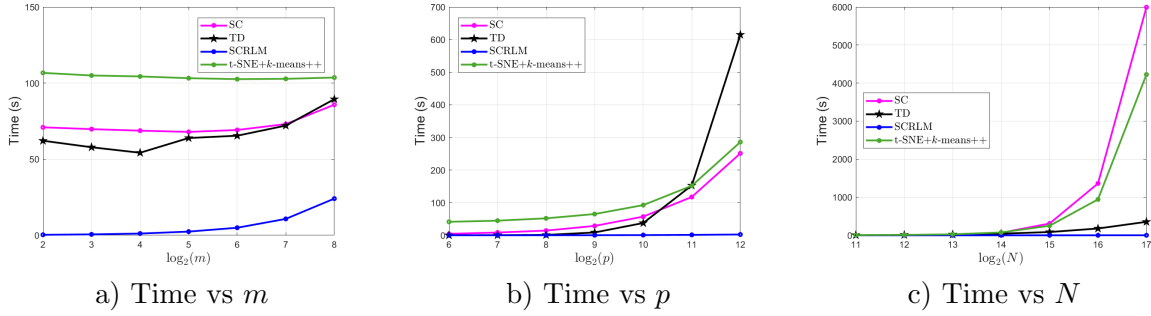 150
100
50
0
Time (s)
2 3 4 5 6 7 8
log₂(m)
SC
TD
SCRLM
t-SNE+k-means++
a) Time vs m
700
600
500
400
300
200
100
0
Time (s)
6 7 8 9 10 11 12
log₂(p)
SC
TD
SCRLM
t-SNE+k-means++
b) Time vs p
6000
5000
4000
3000
2000
1000
0
Time (s)
11 12 13 14 15 16 17
log₂(N)
SC
TD
SCRLM
t-SNE+k-means++
c) Time vs N